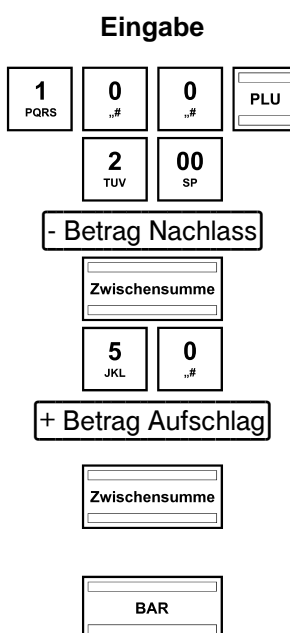 Eingabe
1 0 0 PLU
PQRS „# „#
2 00
TUV SP
- Betrag Nachlass
Zwischensumme
5 0
JKL „#
+ Betrag Aufschlag
Zwischensumme
BAR